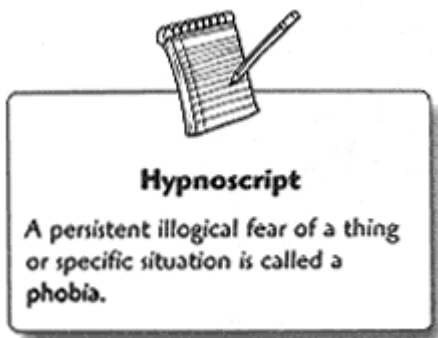 Hypnoscript
A persistent illogical fear of a thing
or specific situation is called a
phobia.